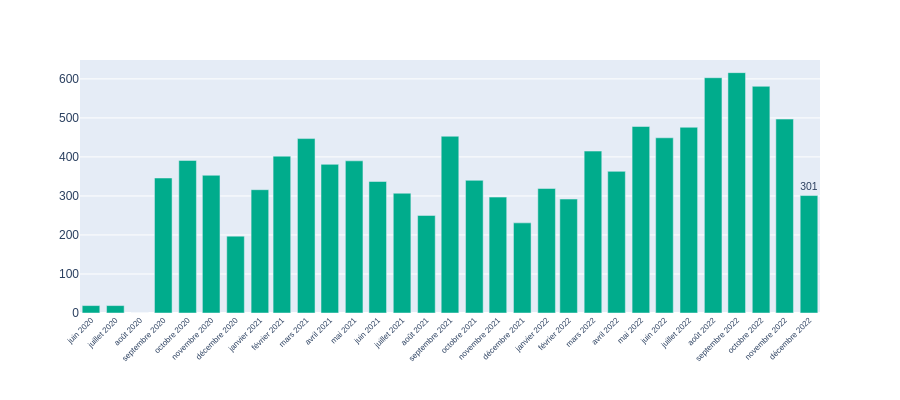 600
500
400
300
200
100
0
301
juin 2020
juillet 2020
août 2020
septembre 2020
octobre 2020
novembre 2020
décembre 2020
janvier 2021
février 2021
mars 2021
avril 2021
mai 2021
juin 2021
juillet 2021
août 2021
septembre 2021
octobre 2021
novembre 2021
décembre 2021
janvier 2022
février 2022
mars 2022
avril 2022
mai 2022
juin 2022
juillet 2022
août 2022
septembre 2022
octobre 2022
novembre 2022
décembre 2022